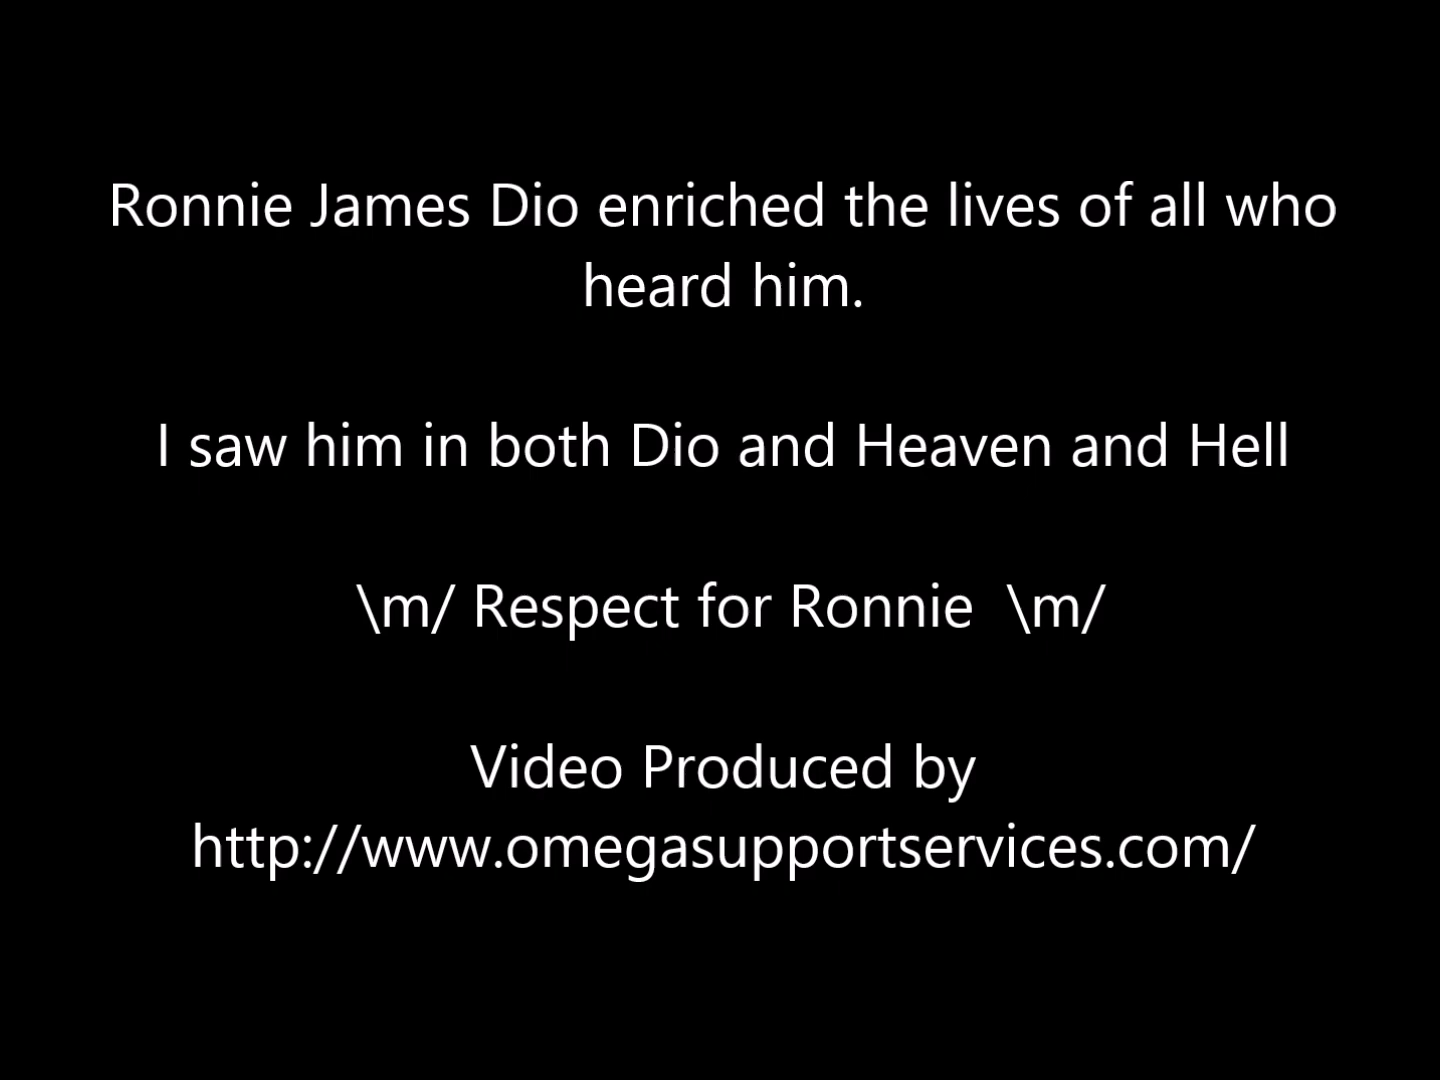 Ronnie James Dio enriched the lives of all who
heard him.
I saw him in both Dio and Heaven and Hell
\m/ Respect for Ronnie  \m/
Video Produced by
http://www.omegasupportservices.com/